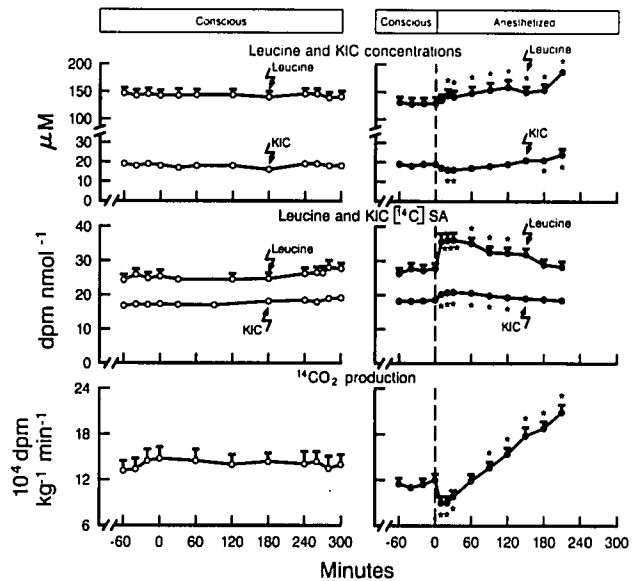 Conscious
Conscious Anesthetized
Leucine and KIC concentrations
200
150
100
30
20
10
0
μM
Leucine
KIC
Leucine
KIC
* * * * * * * *
* * * *
Leucine and KIC [¹⁴C] SA
40
30
20
10
0
dpm nmol⁻¹
Leucine
KIC
Leucine
KIC
¹⁴CO₂ production
24
18
12
6
10⁴ dpm
kg⁻¹ min⁻¹
-60 0 60 120 180 240 300
-60 0 60 120 180 240 300
Minutes